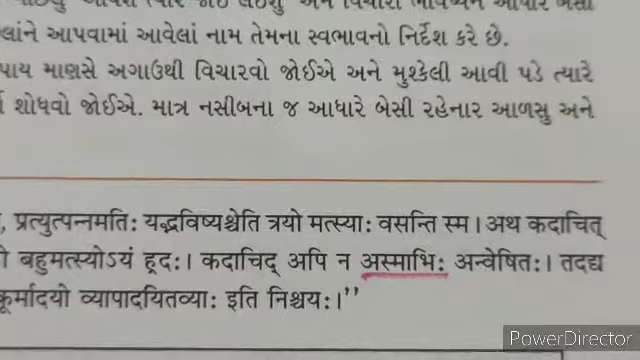 લાંને આપવામાં આવેલાં નામ તેમના સ્વભાવનો નિર્દેશ કરે છે.
પાય માણસે અગાઉથી વિચારવો જોઈએ અને મુશ્કેલી આવી પડે ત્યારે
શોધવો જોઈએ. માત્ર નસીબના જ આધારે બેસી રહેનાર આળસુ અને
, प्रत्युत्पन्नमतिः यद्भविष्यश्चेति त्रयो मत्स्याः वसन्ति स्म। अथ कदाचित्
बहुमत्स्योऽयं ह्रदः। कदाचिद् अपि न अस्माभिः अन्वेषितः। तदद्य
कूर्मादयो व्यापादयितव्याः इति निश्चयः।”
PowerDirector